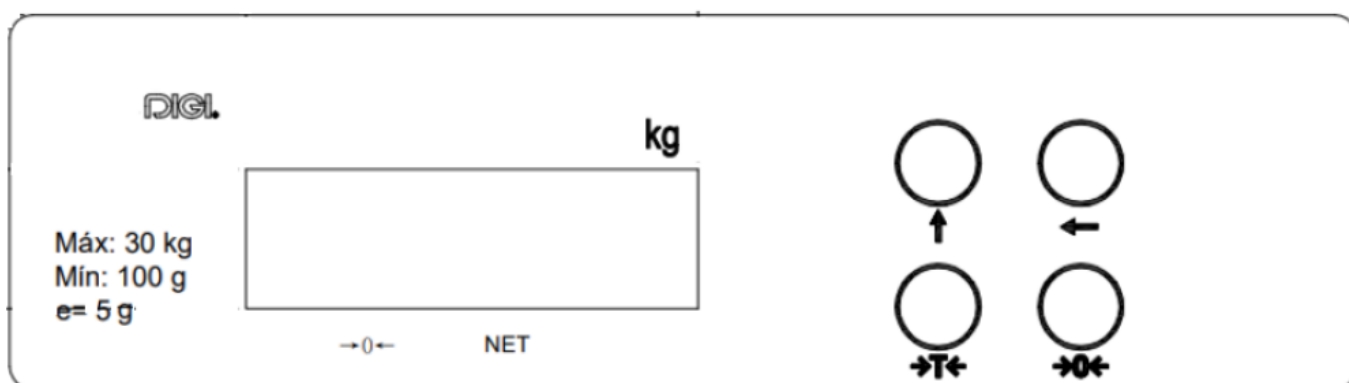 DIGI.
kg
Máx: 30 kg
Mín: 100 g
e= 5 g
→0← NET
↑ ←
→T← →0←